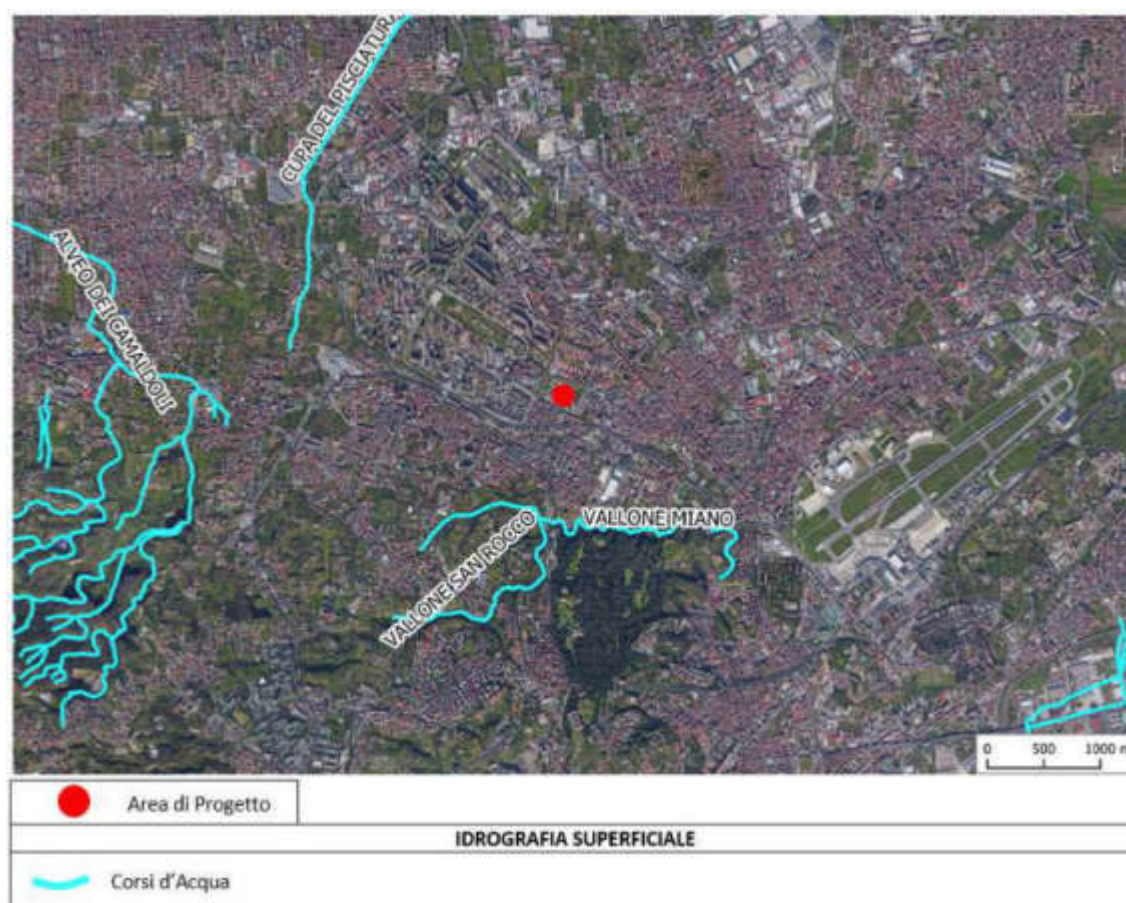 CUPA DEL PISCIATURA
ALVEO DEI CAMALDOLI
VALLONE MIANO
VALLONE SAN ROCCO
0 500 1000 m
Area di Progetto
IDROGRAFIA SUPERFICIALE
Corsi d'Acqua